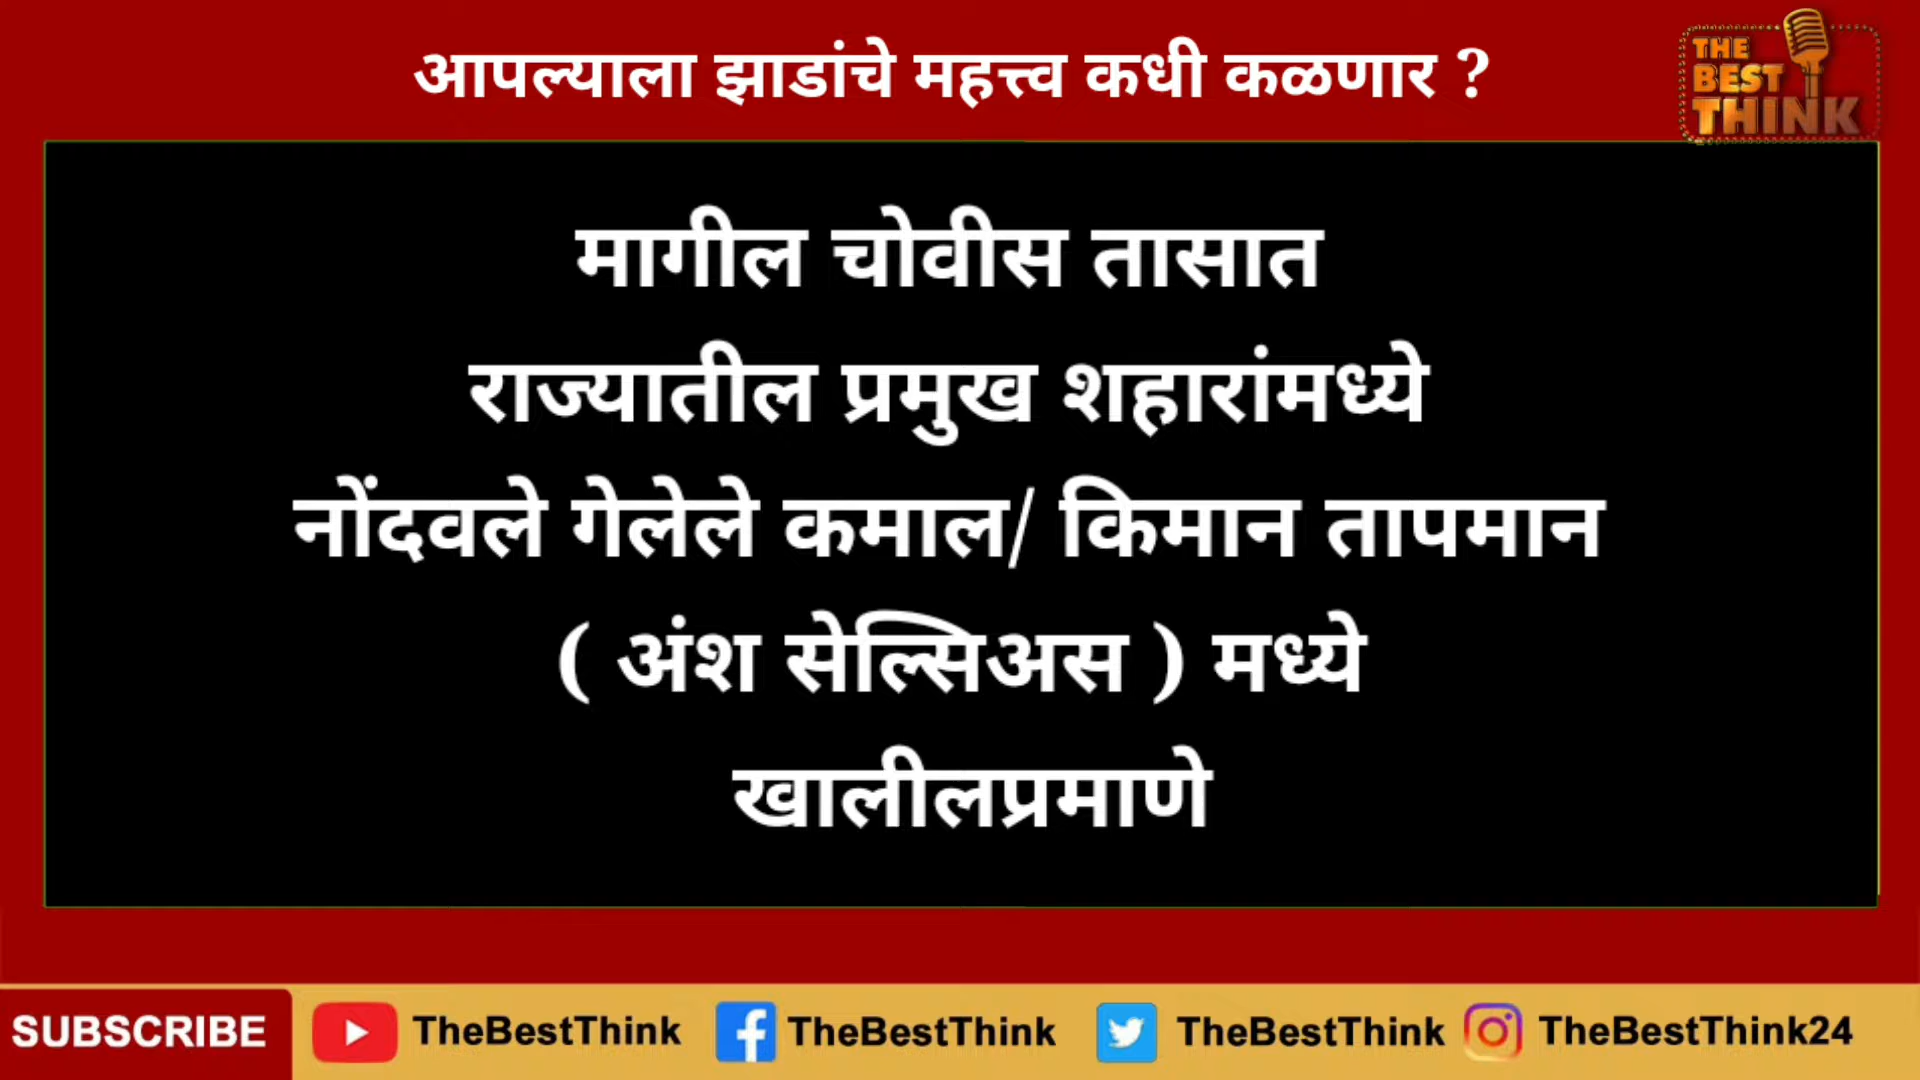 आपल्याला झाडांचे महत्त्व कधी कळणार ?
THE
BEST
THINK
मागील चोवीस तासात
राज्यातील प्रमुख शहारांमध्ये
नोंदवले गेलेले कमाल/ किमान तापमान
( अंश सेल्सिअस ) मध्ये
खालीलप्रमाणे
SUBSCRIBE TheBestThink TheBestThink TheBestThink TheBestThink24